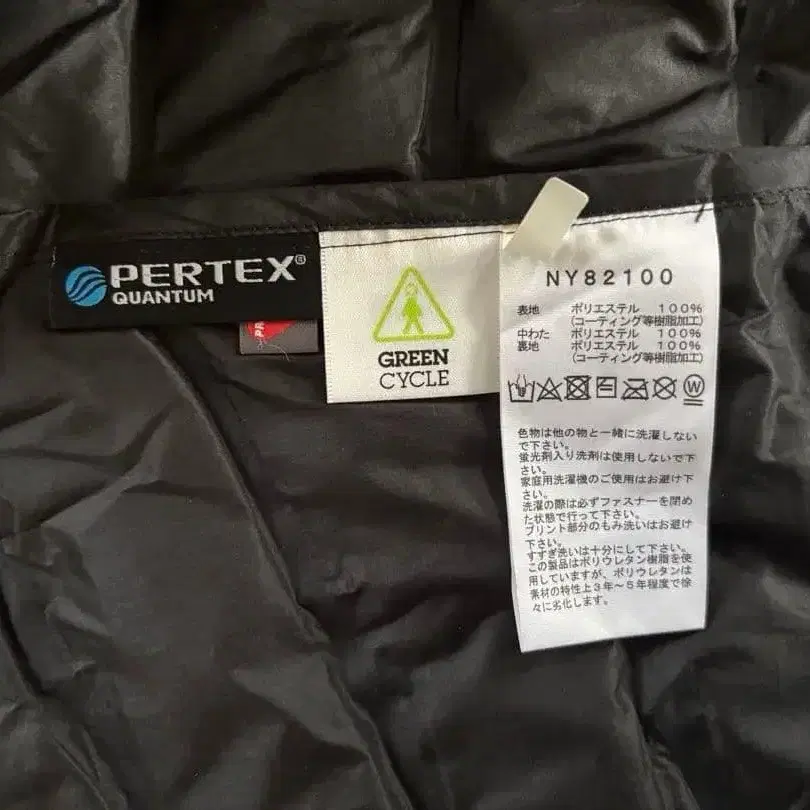 PERTEX®
QUANTUM
GREEN
CYCLE
NY82100
表地 ポリエステル 100%
(コーティング等樹脂加工)
中わた ポリエステル 100%
裏地 ポリエステル 100%
(コーティング等樹脂加工)
W
色物は他の物と一緒に洗濯しない
で下さい。
蛍光剤入り洗剤は使用しないで下
さい。
家庭用洗濯機のご使用はお避け下
さい。
洗濯の際は必ずファスナーを閉め
た状態で行って下さい。
プリント部分のもみ洗いはお避け
下さい。
すすぎ洗いは十分にして下さい。
この製品はポリウレタン樹脂を使
用していますが、ポリウレタンは
素材の特性上3年～5年程度で徐
々に劣化します。